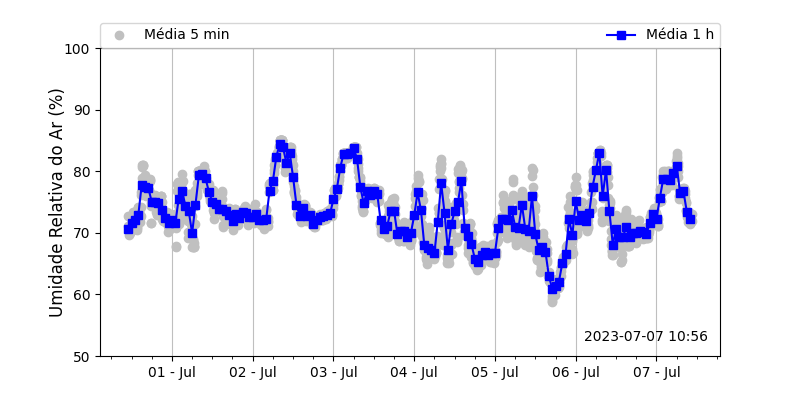 Média 5 min
Média 1 h
Umidade Relativa do Ar (%)
100
90
80
70
60
50
2023-07-07 10:56
01 - Jul
02 - Jul
03 - Jul
04 - Jul
05 - Jul
06 - Jul
07 - Jul